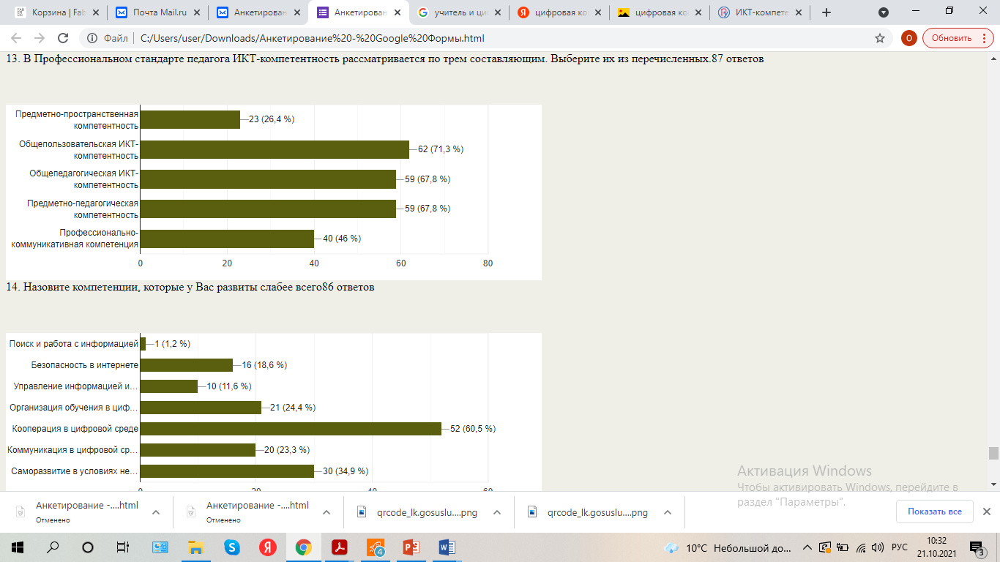 Корзина | Fab
Почта Mail.ru
Анкетирован
Анкетирован
учитель и ци
цифровая ко
цифровая ко
ИКТ-компете
Файл
C:/Users/user/Downloads/Анкетирование%20-%20Google%20Формы.html
О
Обновить
13. В Профессиональном стандарте педагога ИКТ-компетентность рассматривается по трем составляющим. Выберите их из перечисленных.87 ответов
Предметно-пространственная
компетентность
23 (26,4 %)
Общепользовательская ИКТ-
компетентность
62 (71,3 %)
Общепедагогическая ИКТ-
компетентность
59 (67,8 %)
Предметно-педагогическая
компетентность
59 (67,8 %)
Профессионально-
коммуникативная компетенция
40 (46 %)
0 20 40 60 80
14. Назовите компетенции, которые у Вас развиты слабее всего86 ответов
Поиск и работа с информацией 1 (1,2 %)
Безопасность в интернете 16 (18,6 %)
Управление информацией и… 10 (11,6 %)
Организация обучения в циф… 21 (24,4 %)
Кооперация в цифровой среде 52 (60,5 %)
Коммуникация в цифровой ср… 20 (23,3 %)
Саморазвитие в условиях не… 30 (34,9 %)
0 20 40 60
Активация Windows
Чтобы активировать Windows, перейдите в
раздел "Параметры".
Анкетирование -....html
Отменено
Анкетирование -....html
Отменено
qrcode_lk.gosuslu....png
qrcode_lk.gosuslu....png
Показать все
4
10°C Небольшой до...
РУС
10:32
21.10.2021
3